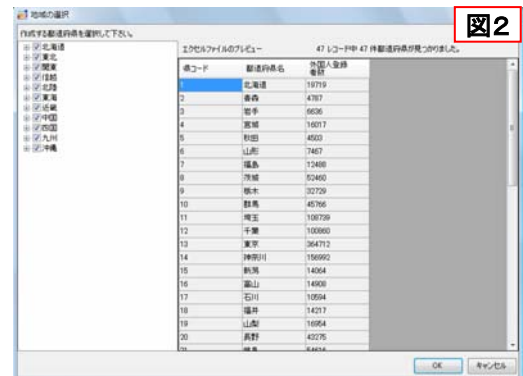 地域の選択
図2
作成する都道府県を選択して下さい。
北海道
東北
関東
信越
北陸
東海
近畿
中国
四国
九州
沖縄
エクセルファイルのプレビュー 47 レコード中 47 件都道府県が見つかりました。
県コード 都道府県名 外国人登録者数
1 北海道 19719
2 青森 4787
3 岩手 6636
4 宮城 16017
5 秋田 4503
6 山形 7467
7 福島 12488
8 茨城 52460
9 栃木 32729
10 群馬 45766
11 埼玉 108739
12 千葉 100860
13 東京 364712
14 神奈川 156992
15 新潟 14064
16 富山 14908
17 石川 10594
18 福井 14217
19 山梨 16954
20 長野 43275
21 岐阜 54616
OK キャンセル